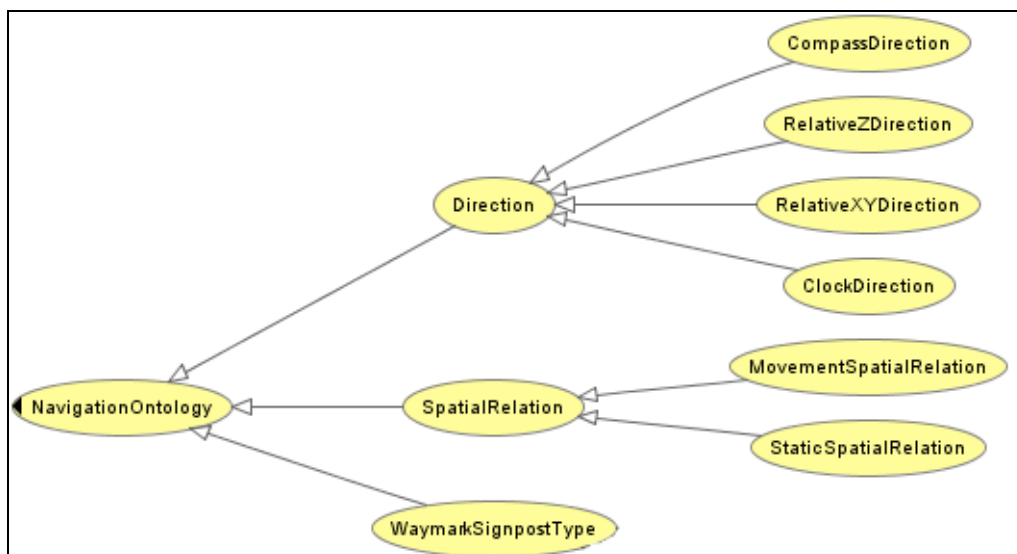 CompassDirection
RelativeZDirection
Direction
RelativeXYDirection
ClockDirection
MovementSpatialRelation
NavigationOntology
SpatialRelation
StaticSpatialRelation
WaymarkSignpostType